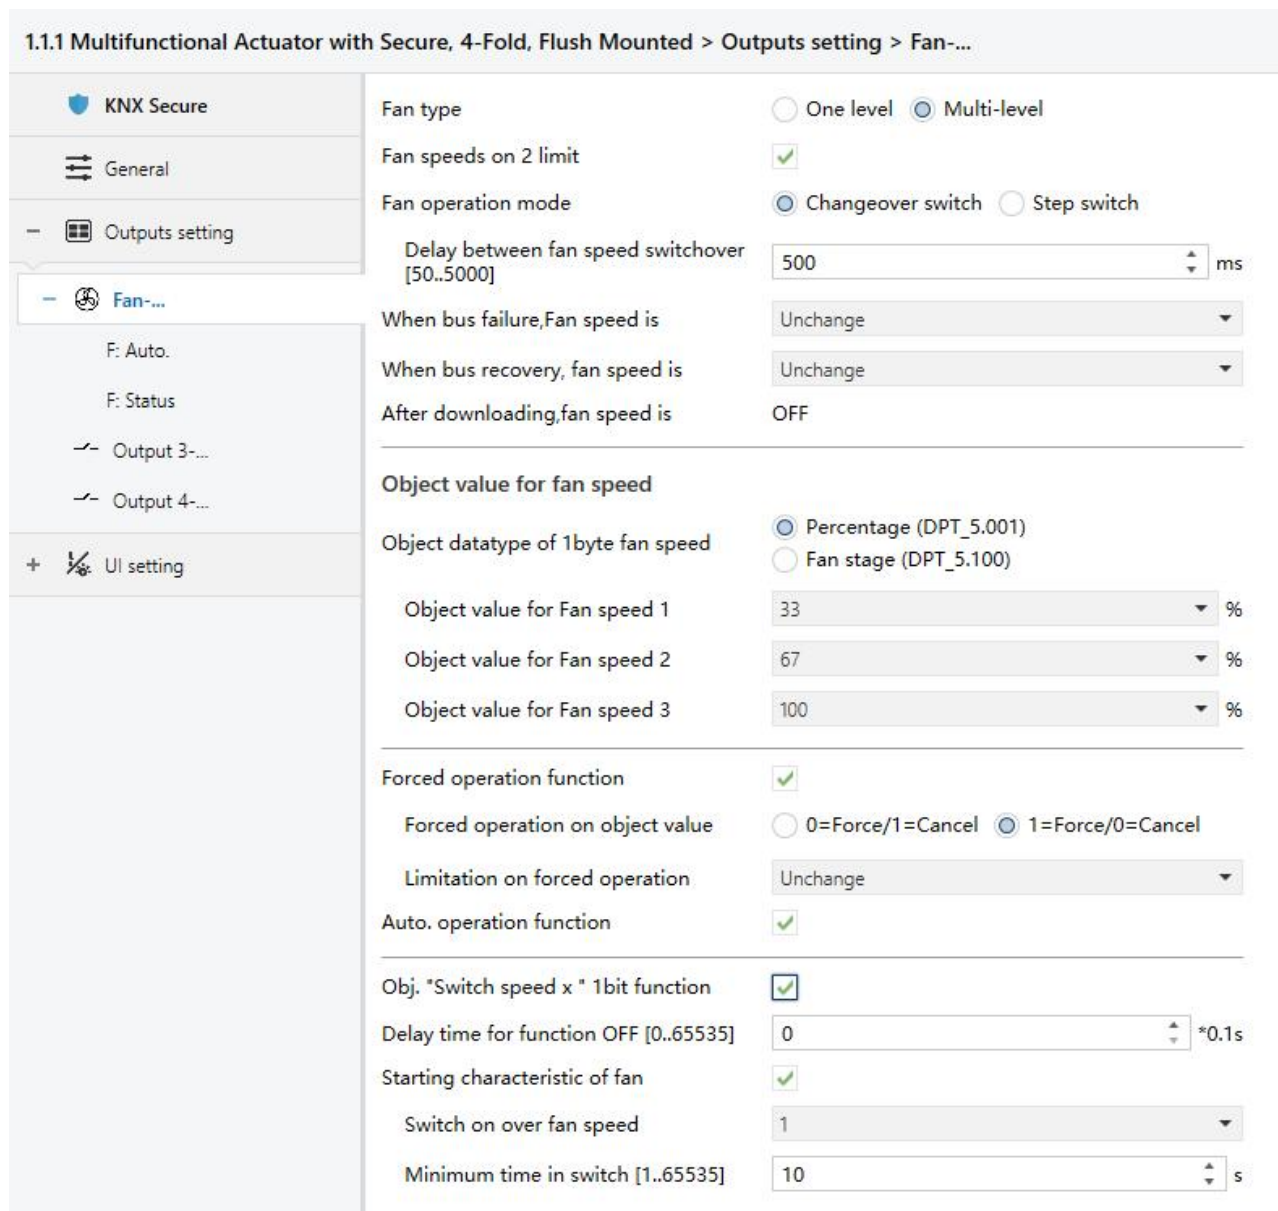 1.1.1 Multifunctional Actuator with Secure, 4-Fold, Flush Mounted > Outputs setting > Fan-...
KNX Secure
General
Outputs setting
Fan-...
F: Auto.
F: Status
Output 3-...
Output 4-...
UI setting
Fan type One level Multi-level
Fan speeds on 2 limit
Fan operation mode Changeover switch Step switch
Delay between fan speed switchover
[50..5000] 500 ms
When bus failure,Fan speed is Unchange
When bus recovery, fan speed is Unchange
After downloading,fan speed is OFF
Object value for fan speed
Object datatype of 1byte fan speed Percentage (DPT_5.001)
Fan stage (DPT_5.100)
Object value for Fan speed 1 33 %
Object value for Fan speed 2 67 %
Object value for Fan speed 3 100 %
Forced operation function
Forced operation on object value 0=Force/1=Cancel 1=Force/0=Cancel
Limitation on forced operation Unchange
Auto. operation function
Obj. "Switch speed x " 1bit function
Delay time for function OFF [0..65535] 0 *0.1s
Starting characteristic of fan
Switch on over fan speed 1
Minimum time in switch [1..65535] 10 s